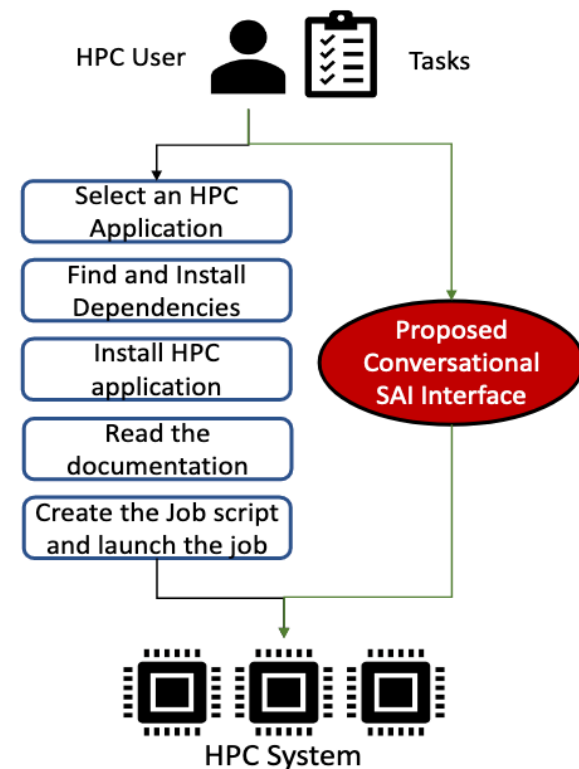 HPC User
Tasks
Select an HPC
Application
Find and Install
Dependencies
Install HPC
application
Read the
documentation
Create the Job script
and launch the job
Proposed
Conversational
SAI Interface
HPC System